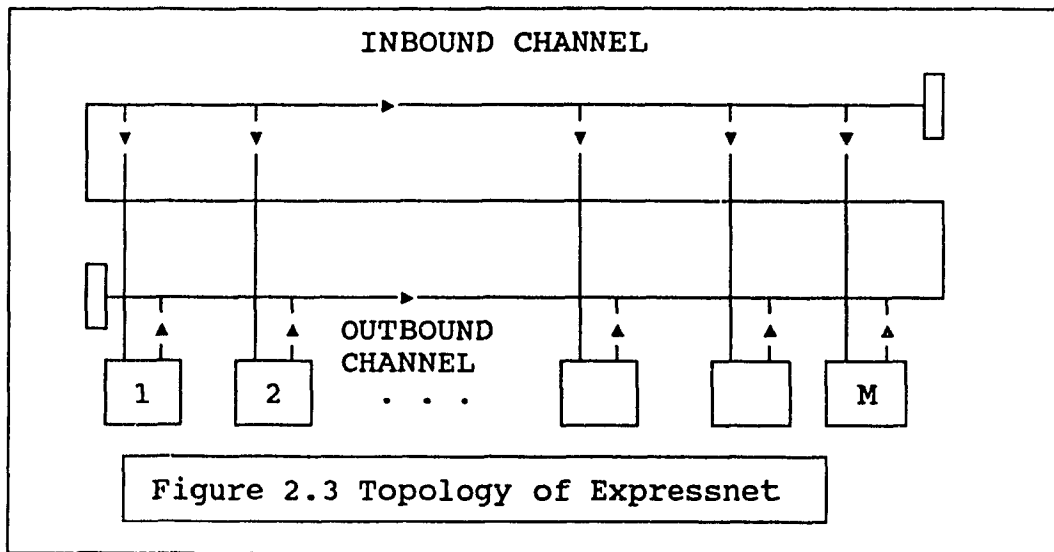 INBOUND CHANNEL
OUTBOUND
CHANNEL
1 2 . . . M
Figure 2.3 Topology of Expressnet